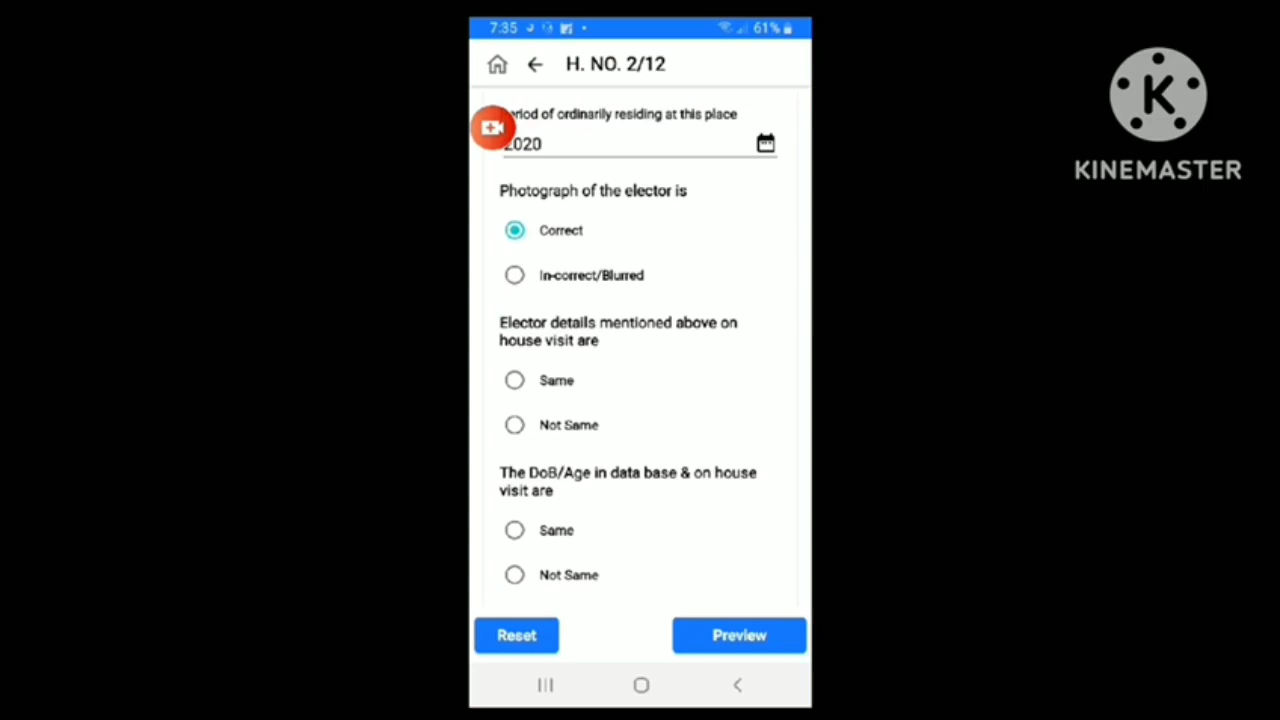 7:35
61%
H. NO. 2/12
Period of ordinarily residing at this place
2020
Photograph of the elector is
Correct
In-correct/Blurred
Elector details mentioned above on
house visit are
Same
Not Same
The DoB/Age in data base & on house
visit are
Same
Not Same
Reset
Preview
K
KINEMASTER